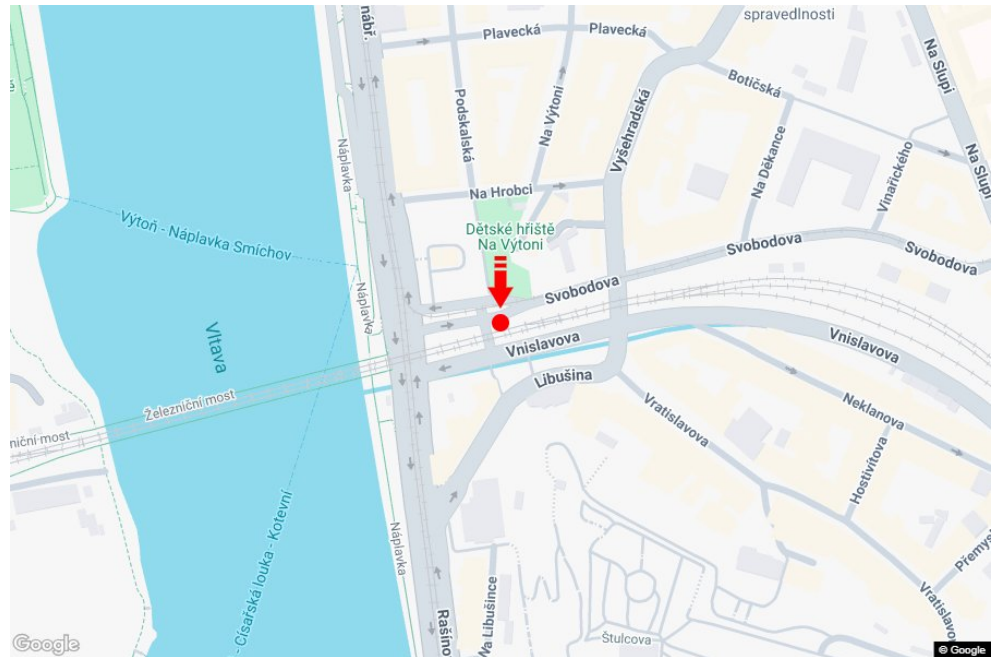 spravedlnosti
nábř.
Plavecká
Plavecká
Na Slupi
Botičská
Podskalská
Na Výtoni
Vyšehradská
Náplavka
Na Děkance
Vinařického
Na Slupi
Na Hrobci
Výtoň - Náplavka Smíchov
Dětské hřiště
Na Výtoni
Svobodova
Svobodova
Svobodova
Náplavka
Vltava
Vnislavova
Vnislavova
Železniční most
niční most
Libušina
Neklanova
Vratislavova
Hostivítova
Císařská louka - Kotevní
Náplavka
Přemysl
Na Libušince
Vratislavova
Rašíno
Štulcova
Google
© Google